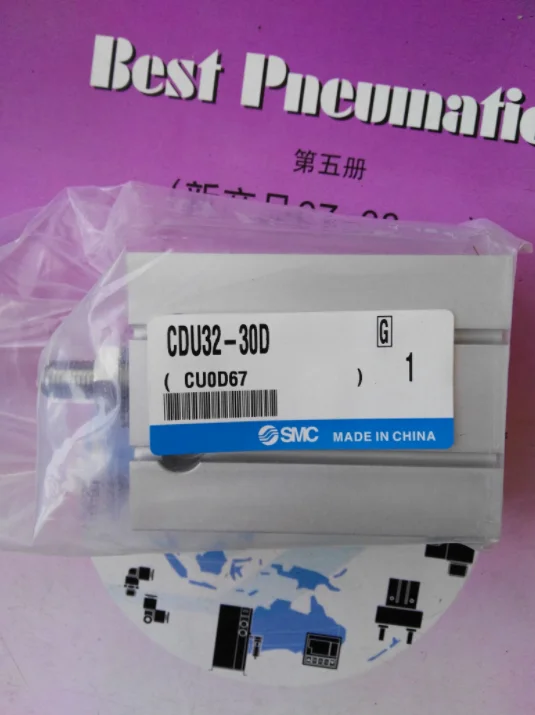 Best Pneumatic
第五册
CDU32-30D
G
( CU0D67 )
1
SMC MADE IN CHINA